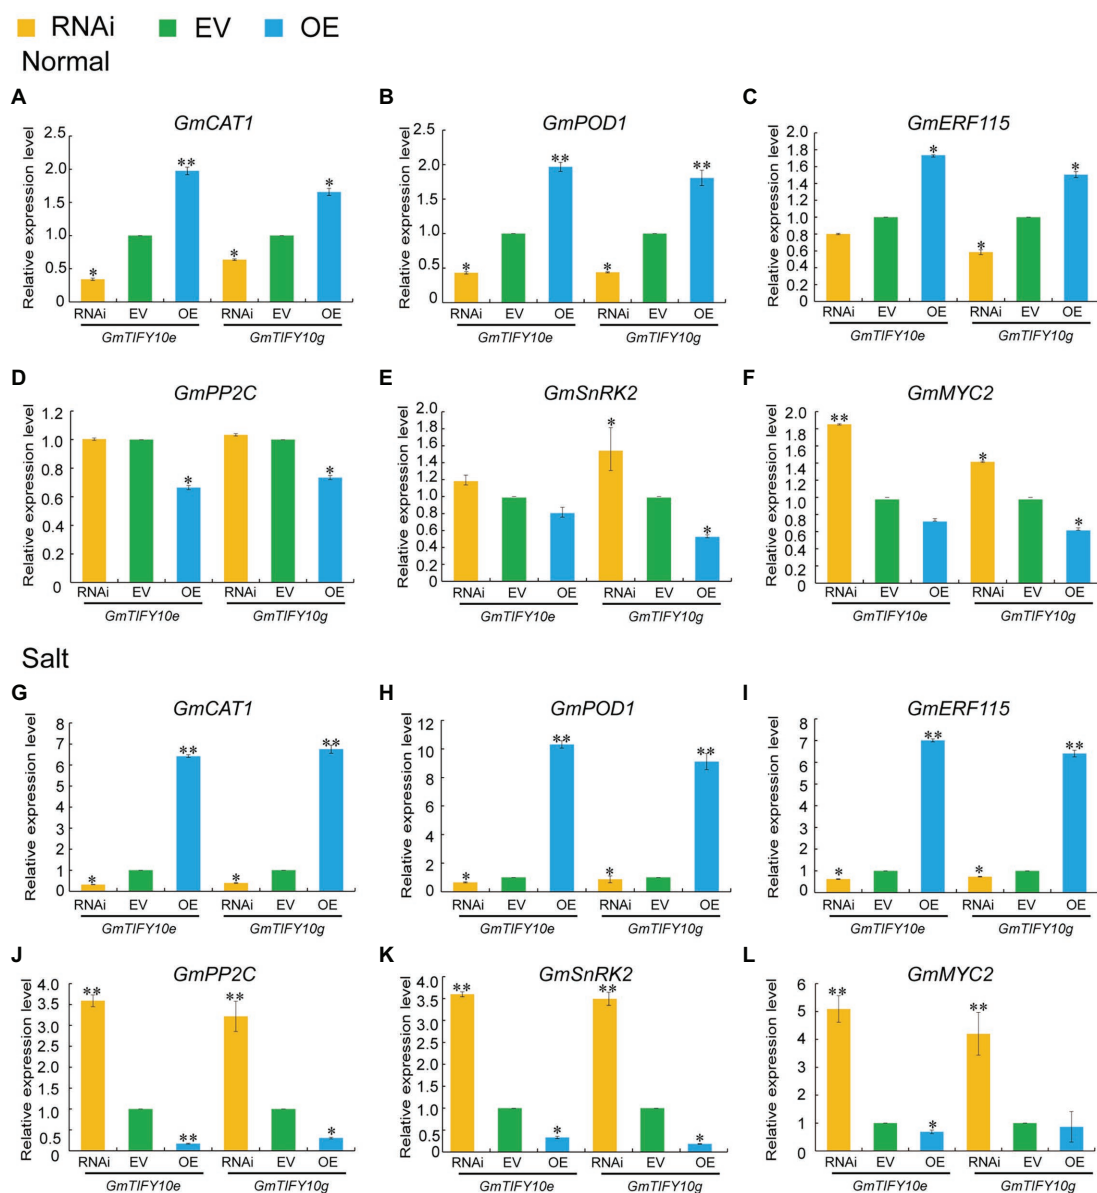 RNAi EV OE
Normal
A
GmCAT1
Relative expression level
2.5
2.0
1.5
1.0
0.5
0
** * * *
RNAi EV OE RNAi EV OE
GmTIFY10e GmTIFY10g
B
GmPOD1
Relative expression level
2.5
2.0
1.5
1.0
0.5
0
** ** * *
RNAi EV OE RNAi EV OE
GmTIFY10e GmTIFY10g
C
GmERF115
Relative expression level
2.0
1.8
1.6
1.4
1.2
1.0
0.8
0.6
0.4
0.2
0
* * *
RNAi EV OE RNAi EV OE
GmTIFY10e GmTIFY10g
D
GmPP2C
Relative expression level
1.2
1.0
0.8
0.6
0.4
0.2
0
* *
RNAi EV OE RNAi EV OE
GmTIFY10e GmTIFY10g
E
GmSnRK2
Relative expression level
2.0
1.8
1.6
1.4
1.2
1.0
0.8
0.6
0.4
0.2
0
* *
RNAi EV OE RNAi EV OE
GmTIFY10e GmTIFY10g
F
GmMYC2
Relative expression level
2.0
1.8
1.6
1.4
1.2
1.0
0.8
0.6
0.4
0.2
0
** * *
RNAi EV OE RNAi EV OE
GmTIFY10e GmTIFY10g
Salt
G
GmCAT1
Relative expression level
8
7
6
5
4
3
2
1
0
** ** * *
RNAi EV OE RNAi EV OE
GmTIFY10e GmTIFY10g
H
GmPOD1
Relative expression level
12
10
8
6
4
2
0
** ** * *
RNAi EV OE RNAi EV OE
GmTIFY10e GmTIFY10g
I
GmERF115
Relative expression level
8
7
6
5
4
3
2
1
0
** ** * *
RNAi EV OE RNAi EV OE
GmTIFY10e GmTIFY10g
J
GmPP2C
Relative expression level
4.0
3.5
3.0
2.5
2.0
1.5
1.0
0.5
0
** ** ** *
RNAi EV OE RNAi EV OE
GmTIFY10e GmTIFY10g
K
GmSnRK2
Relative expression level
4.0
3.5
3.0
2.5
2.0
1.5
1.0
0.5
0
** ** * *
RNAi EV OE RNAi EV OE
GmTIFY10e GmTIFY10g
L
GmMYC2
Relative expression level
6
5
4
3
2
1
0
** ** *
RNAi EV OE RNAi EV OE
GmTIFY10e GmTIFY10g